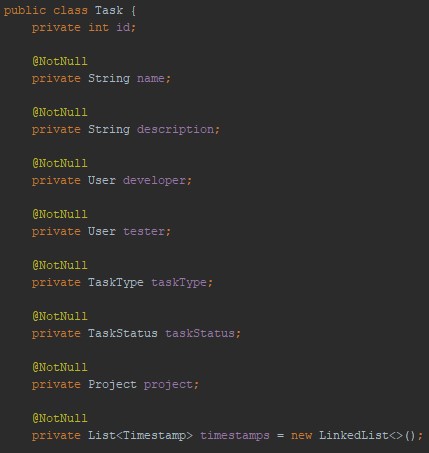 public class Task {
private int id;
@NotNull
private String name;
@NotNull
private String description;
@NotNull
private User developer;
@NotNull
private User tester;
@NotNull
private TaskType taskType;
@NotNull
private TaskStatus taskStatus;
@NotNull
private Project project;
@NotNull
private List<Timestamp> timestamps = new LinkedList<>();